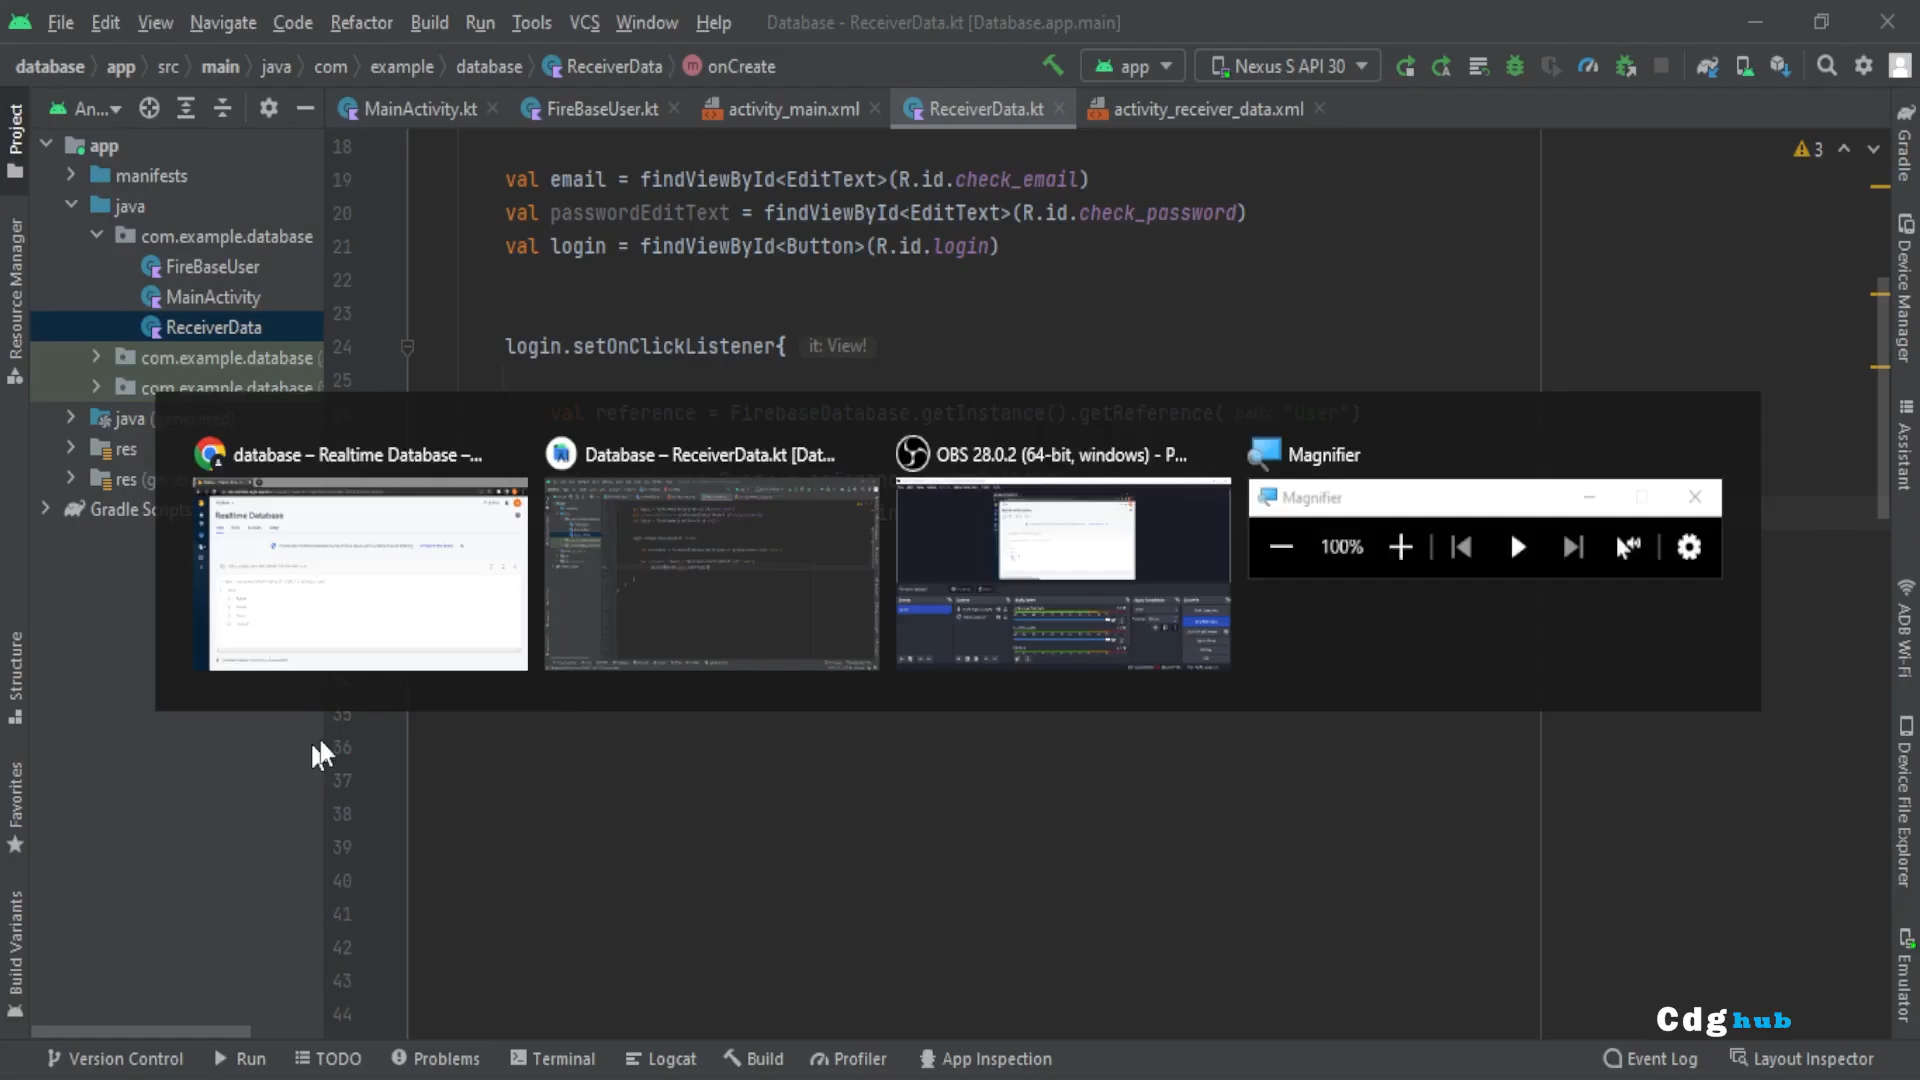 File Edit View Navigate Code Refactor Build Run Tools VCS Window Help Database - ReceiverData.kt [Database.app.main]
database app src main java com example database ReceiverData onCreate app Nexus S API 30
An... MainActivity.kt FireBaseUser.kt activity_main.xml ReceiverData.kt activity_receiver_data.xml
Project
Resource Manager
Structure
Favorites
Build Variants
app
manifests
java
com.example.database
FireBaseUser
MainActivity
ReceiverData
com.example.database (
com.example.database
java (generated)
res
res (ge
Gradle Scripts
3
18
19 val email = findViewById<EditText>(R.id.check_email)
20 val passwordEditText = findViewById<EditText>(R.id.check_password)
21 val login = findViewById<Button>(R.id.login)
22
23
24 login.setOnClickListener{ it: View!
25
val reference = FirebaseDatabase.getInstance().getReference( path: "User")
database – Realtime Database –...
Realtime Database
Database – ReceiverData.kt [Dat...
OBS 28.0.2 (64-bit, windows) - P...
Magnifier
Magnifier
100%
35
36
37
38
39
40
41
42
43
44
Gradle
Device Manager
Assistant
ADB Wi-Fi
Device File Explorer
Emulator
Cdghub
Version Control Run TODO Problems Terminal Logcat Build Profiler App Inspection Event Log Layout Inspector